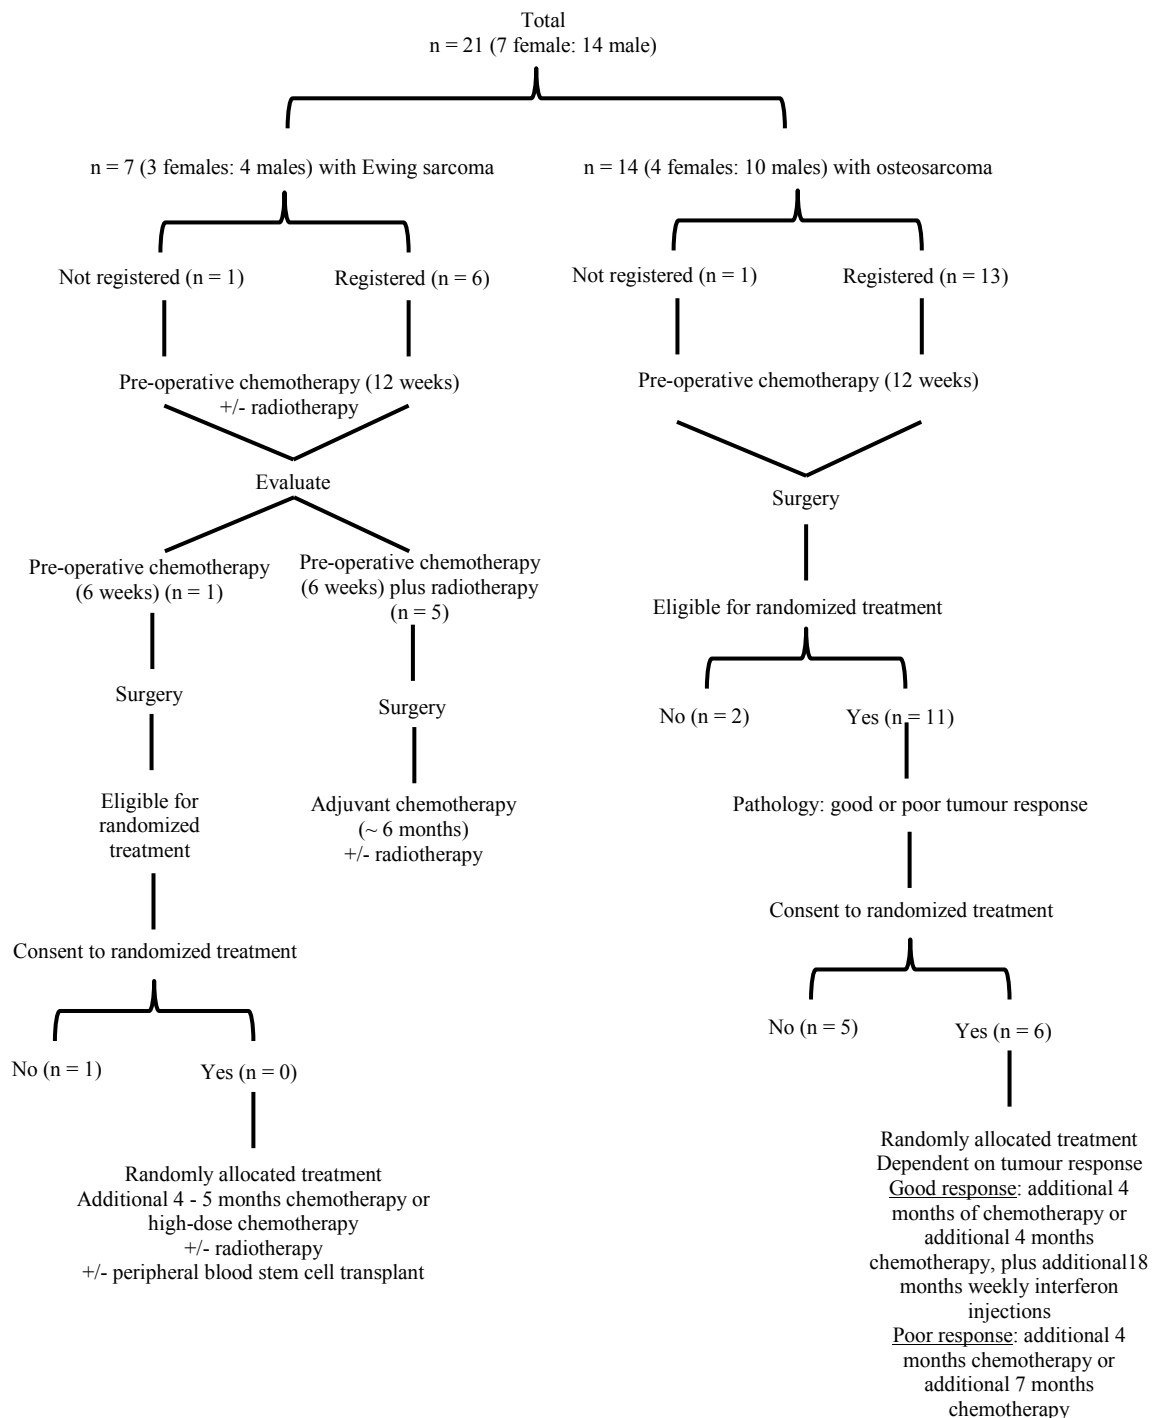 Total
n = 21 (7 female: 14 male)
n = 7 (3 females: 4 males) with Ewing sarcoma
n = 14 (4 females: 10 males) with osteosarcoma
Not registered (n = 1)
Registered (n = 6)
Not registered (n = 1)
Registered (n = 13)
Pre-operative chemotherapy (12 weeks)
+/- radiotherapy
Pre-operative chemotherapy (12 weeks)
Evaluate
Surgery
Pre-operative chemotherapy
(6 weeks) (n = 1)
Pre-operative chemotherapy
(6 weeks) plus radiotherapy
(n = 5)
Eligible for randomized treatment
Surgery
Surgery
No (n = 2)
Yes (n = 11)
Eligible for
randomized
treatment
Adjuvant chemotherapy
(~ 6 months)
+/- radiotherapy
Pathology: good or poor tumour response
Consent to randomized treatment
Consent to randomized treatment
No (n = 5)
Yes (n = 6)
No (n = 1)
Yes (n = 0)
Randomly allocated treatment
Additional 4 - 5 months chemotherapy or
high-dose chemotherapy
+/- radiotherapy
+/- peripheral blood stem cell transplant
Randomly allocated treatment
Dependent on tumour response
Good response: additional 4
months of chemotherapy or
additional 4 months
chemotherapy, plus additional18
months weekly interferon
injections
Poor response: additional 4
months chemotherapy or
additional 7 months
chemotherapy